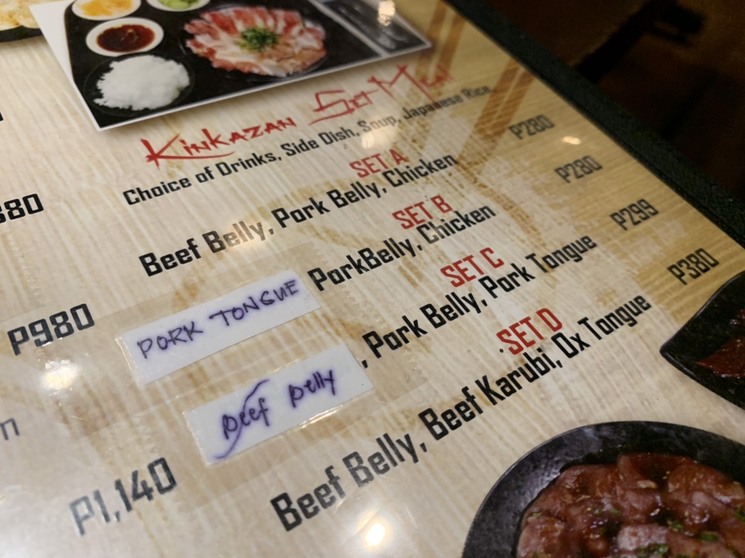 Kinkazan Set Menu
Choice of Drinks, Side Dish, Soup, Japanese Rice
SET A
Beef Belly, Pork Belly, Chicken P280
SET B
PORK TONGUE PorkBelly, Chicken P280
SET C
Beef Belly, Pork Belly, Pork Tongue P299
SET D
Beef Belly, Beef Karubi, Ox Tongue P380
P980
P1,140